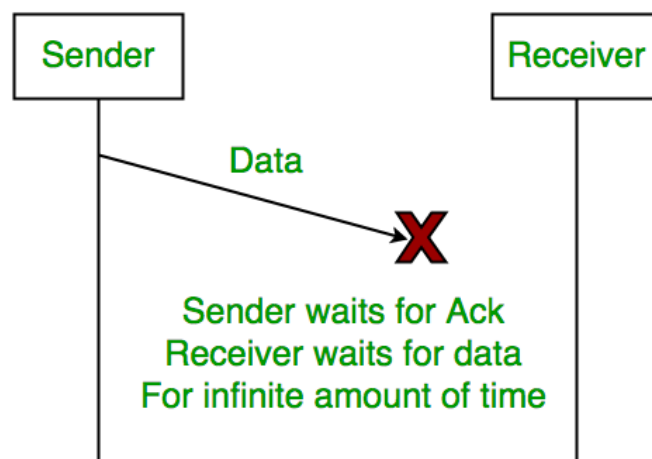 Sender
Receiver
Data
Sender waits for Ack
Receiver waits for data
For infinite amount of time